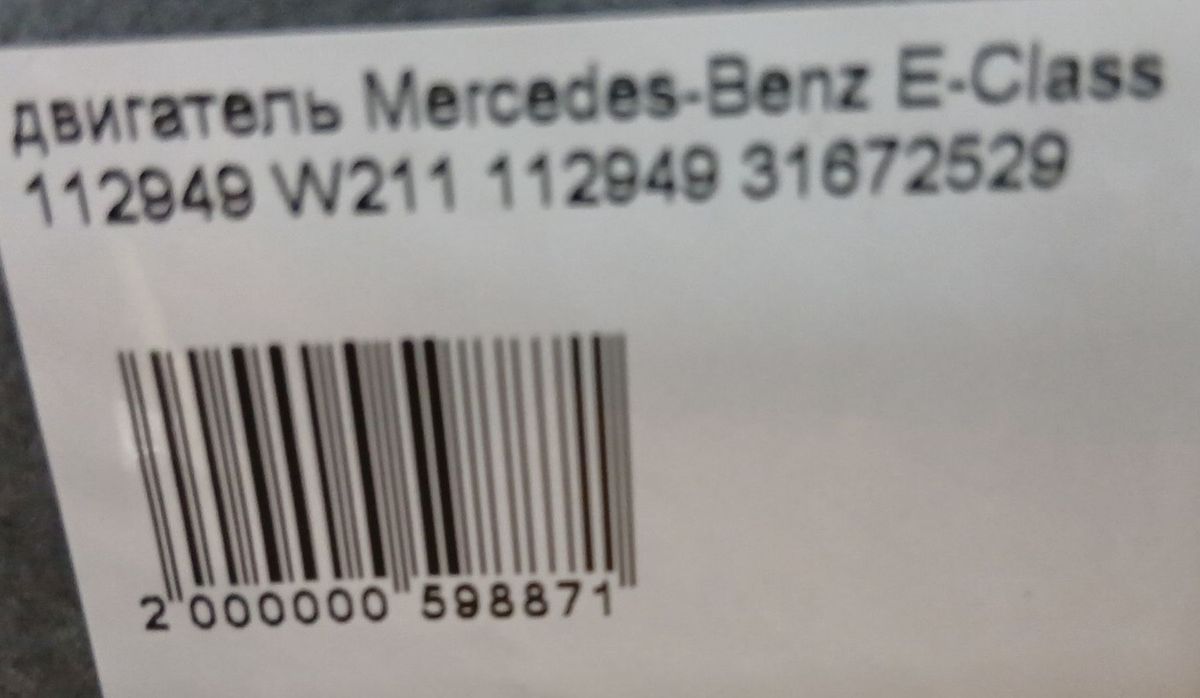 двигатель Mercedes-Benz E-Class
112949 W211 112949 31672529
2 000000 598871